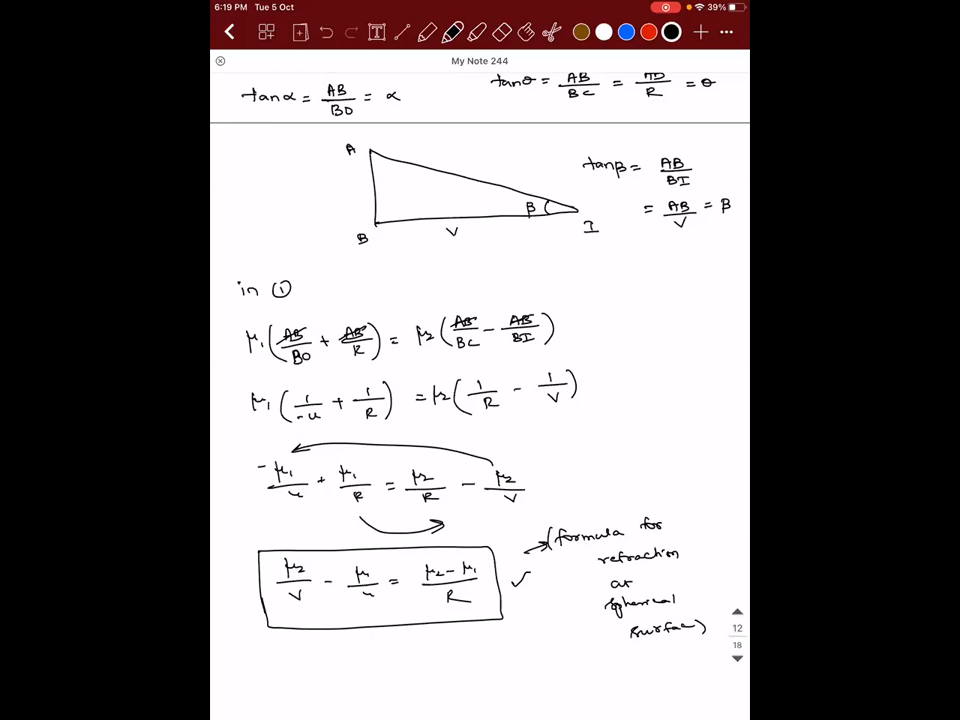 6:19 PM Tue 5 Oct 39%
My Note 244
tanα = AB/BO = α
tanθ = AB/BC = AB/R = θ
A
tanβ = AB/BI
β
= AB/V = β
B V I
in ①
μ₁(AB/BO + AB/R) = μ₂(AB/BC - AB/BI)
μ₁(1/-u + 1/R) = μ₂(1/R - 1/V)
-μ₁/u + μ₁/R = μ₂/R - μ₂/V
μ₂/V - μ₁/u = μ₂-μ₁/R ✓
(formula for
refraction
at
spherical
surface)
12
18